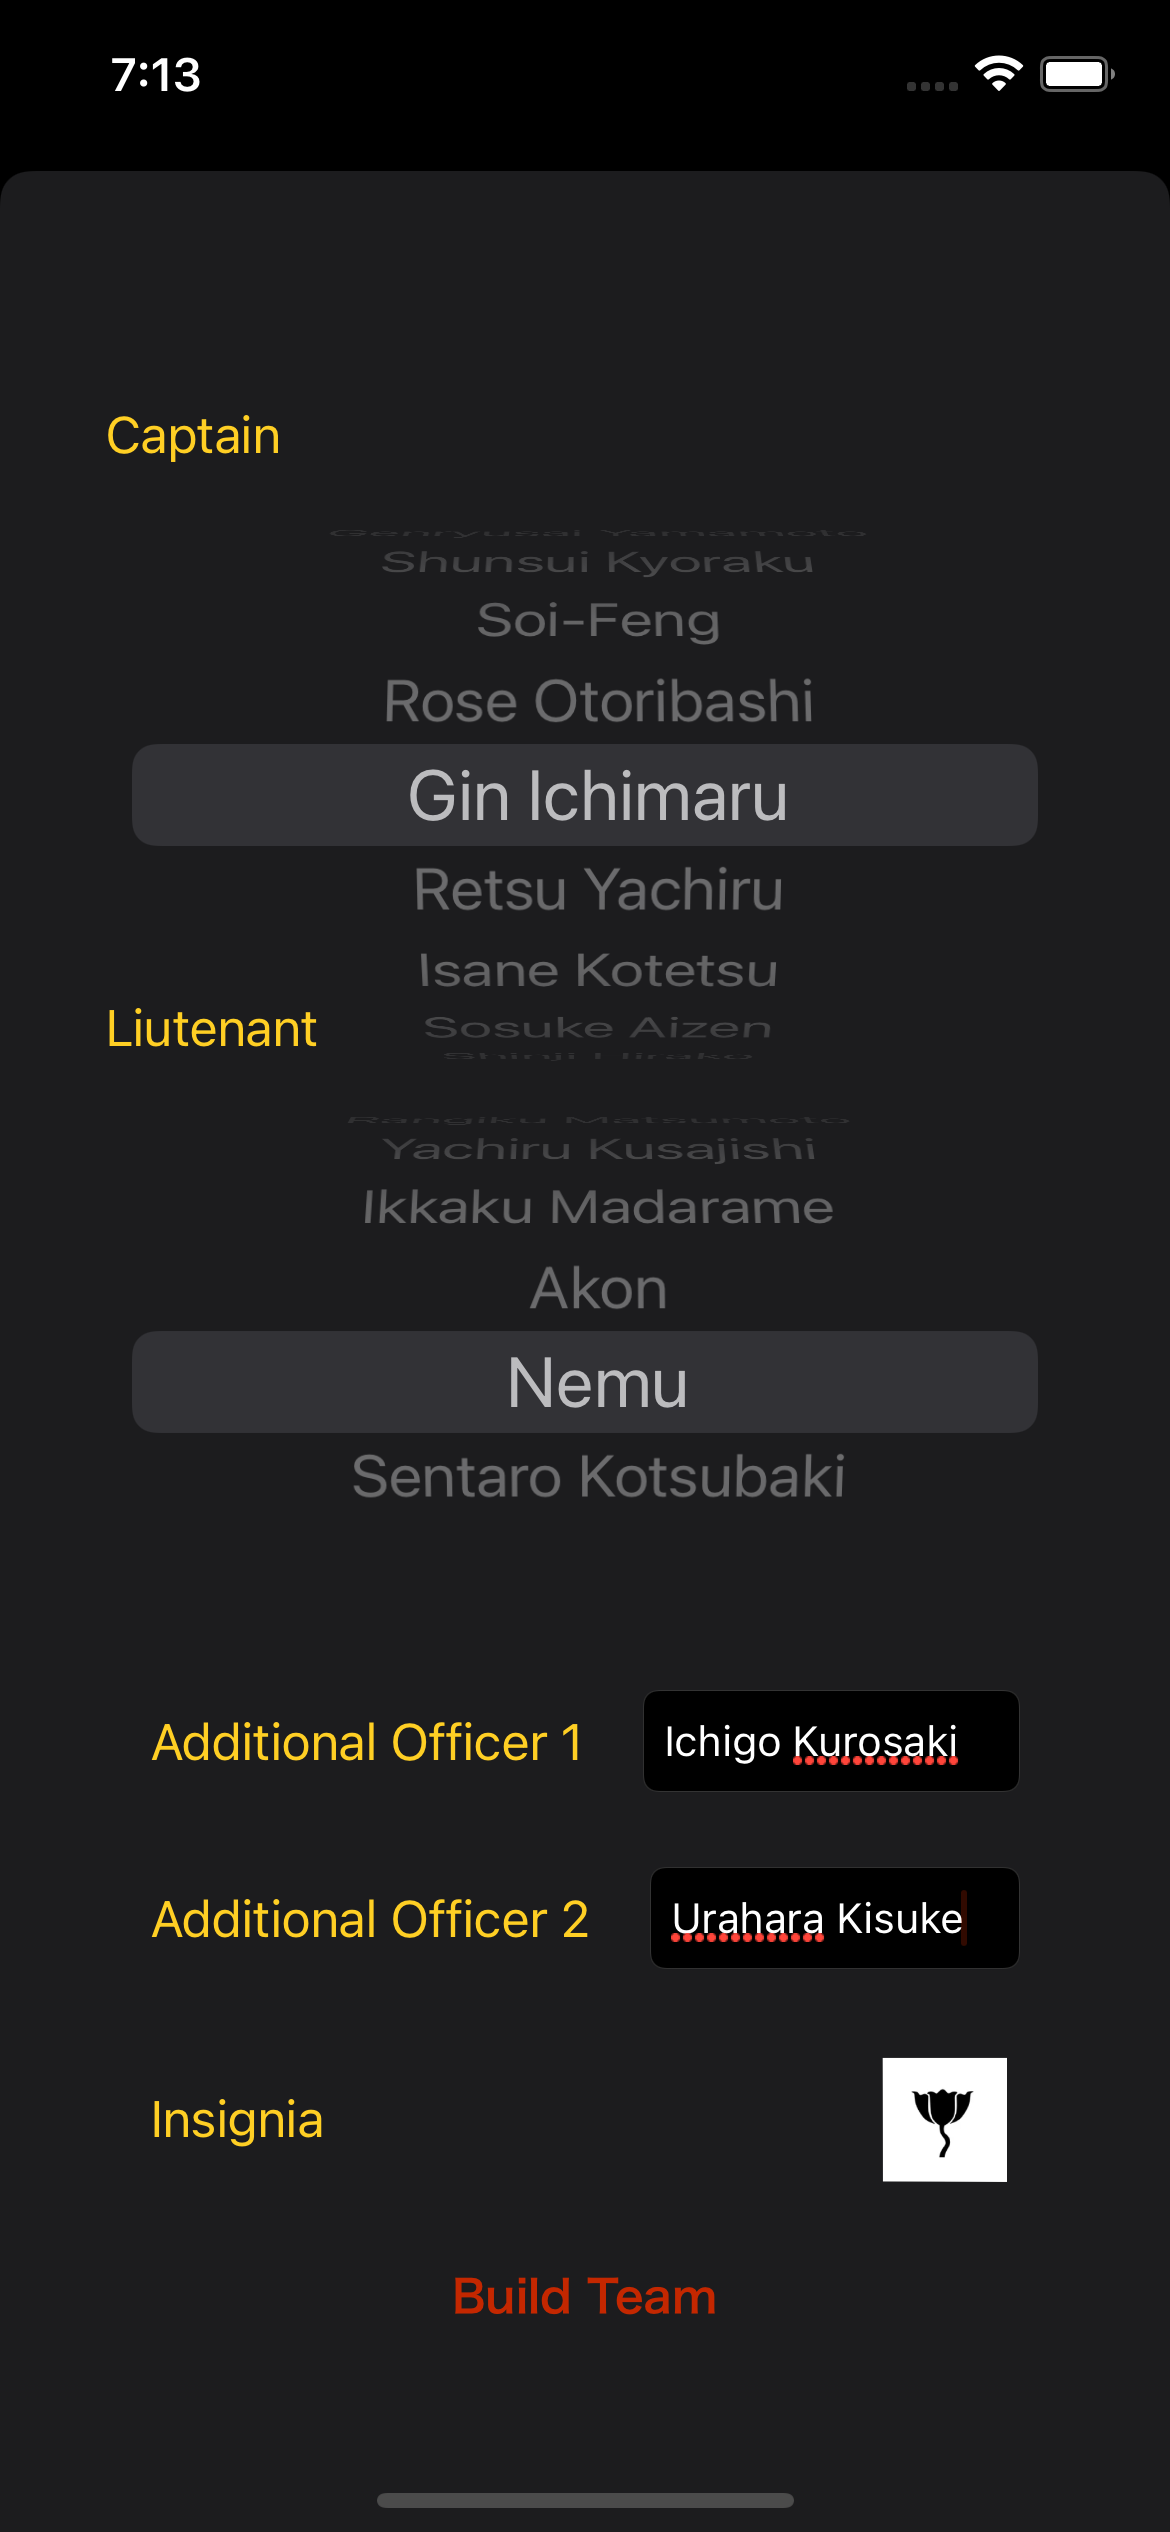 7:13
Captain
Genryusai Yamamoto
Shunsui Kyoraku
Soi-Feng
Rose Otoribashi
Gin Ichimaru
Retsu Yachiru
Isane Kotetsu
Liutenant
Sosuke Aizen
Shinji Hirako
Rangiku Matsumoto
Yachiru Kusajishi
Ikkaku Madarame
Akon
Nemu
Sentaro Kotsubaki
Additional Officer 1
Ichigo Kurosaki
Additional Officer 2
Urahara Kisuke
Insignia
Build Team